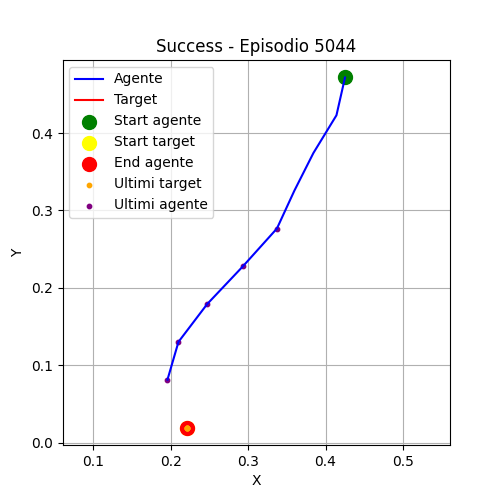 Success - Episodio 5044
Agente
Target
Start agente
Start target
End agente
Ultimi target
Ultimi agente
Y
0.4
0.3
0.2
0.1
0.0
0.1
0.2
0.3
0.4
0.5
X